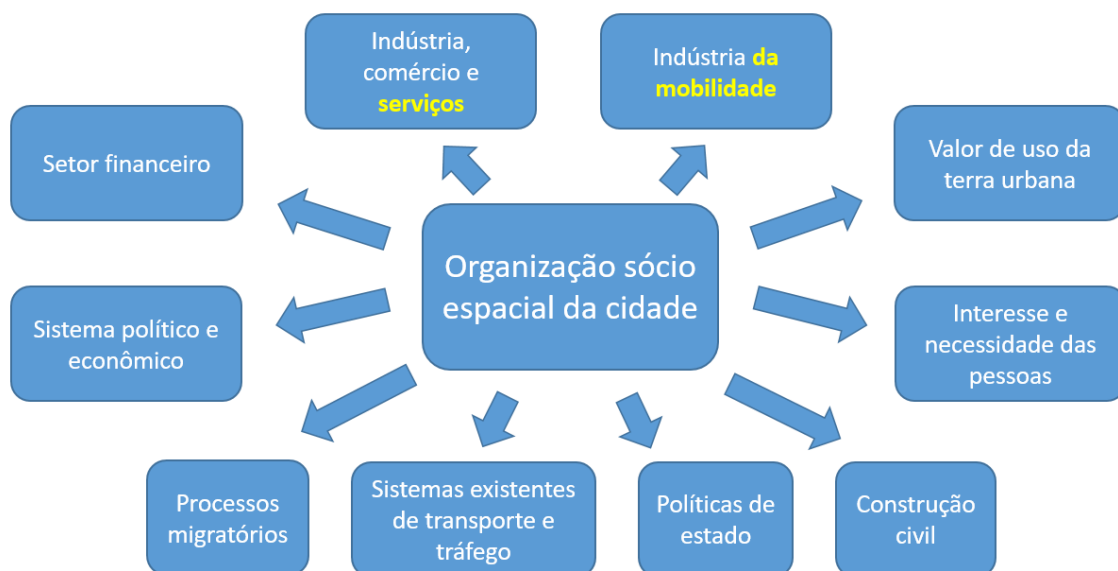 Indústria,
comércio e
serviços
Indústria da
mobilidade
Setor financeiro
Valor de uso da
terra urbana
Organização sócio
espacial da cidade
Sistema político e
econômico
Interesse e
necessidade das
pessoas
Processos
migratórios
Sistemas existentes
de transporte e
tráfego
Políticas de
estado
Construção
civil